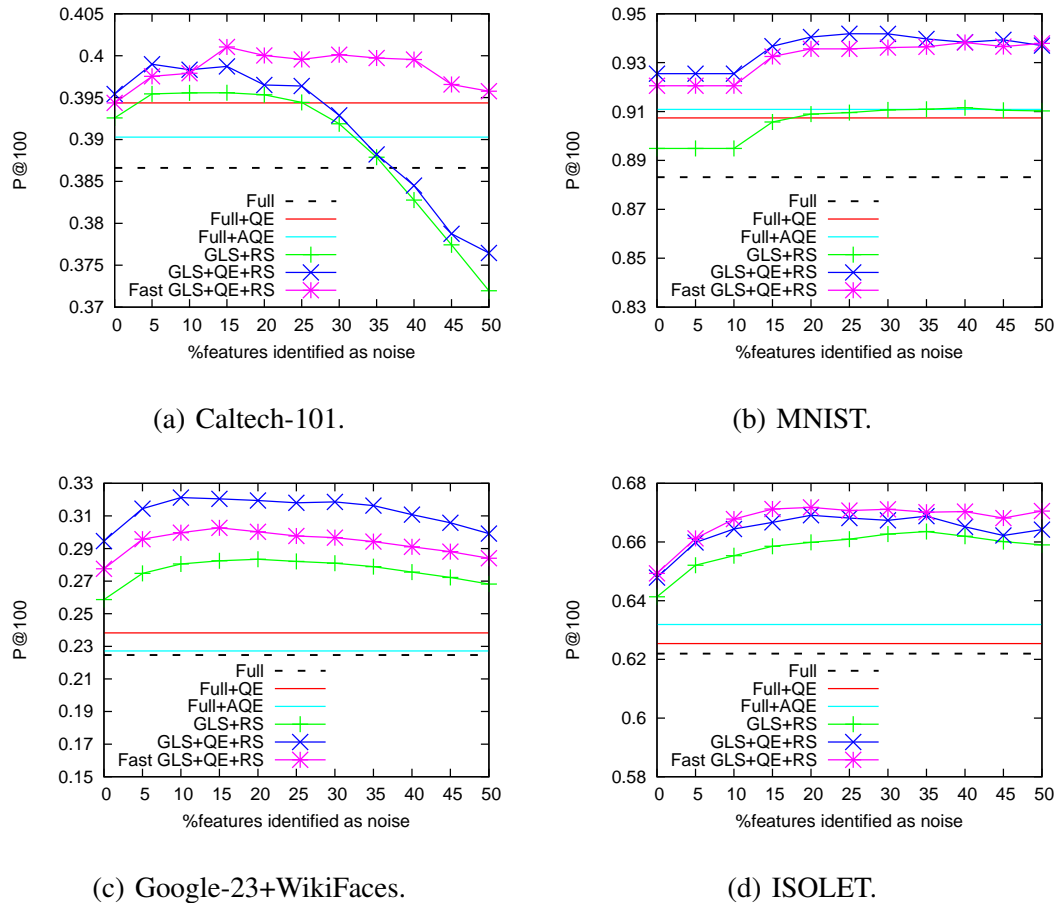 0.405
0.4
0.395
0.39
0.385
0.38
0.375
0.37
P@100
Full
Full+QE
Full+AQE
GLS+RS
GLS+QE+RS
Fast GLS+QE+RS
0 5 10 15 20 25 30 35 40 45 50
%features identified as noise
(a) Caltech-101.
0.95
0.93
0.91
0.89
0.87
0.85
0.83
P@100
Full
Full+QE
Full+AQE
GLS+RS
GLS+QE+RS
Fast GLS+QE+RS
0 5 10 15 20 25 30 35 40 45 50
%features identified as noise
(b) MNIST.
0.33
0.31
0.29
0.27
0.25
0.23
0.21
0.19
0.17
0.15
P@100
Full
Full+QE
Full+AQE
GLS+RS
GLS+QE+RS
Fast GLS+QE+RS
0 5 10 15 20 25 30 35 40 45 50
%features identified as noise
(c) Google-23+WikiFaces.
0.68
0.66
0.64
0.62
0.6
0.58
P@100
Full
Full+QE
Full+AQE
GLS+RS
GLS+QE+RS
Fast GLS+QE+RS
0 5 10 15 20 25 30 35 40 45 50
%features identified as noise
(d) ISOLET.